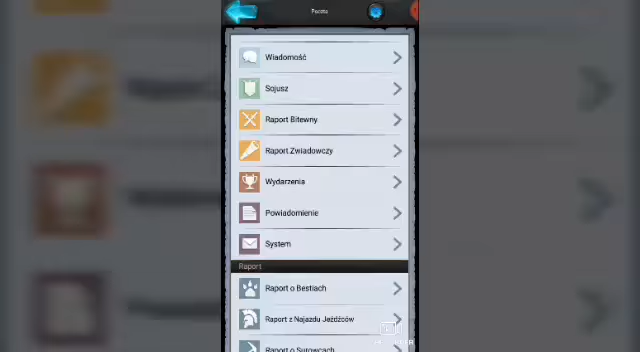 Poczta
Wiadomość
Sojusz
Raport Bitewny
Raport Zwiadowczy
Wydarzenia
Powiadomienie
System
Raport
Raport o Bestiach
Raport z Najazdu Jeźdźców
Raport o Surowcach